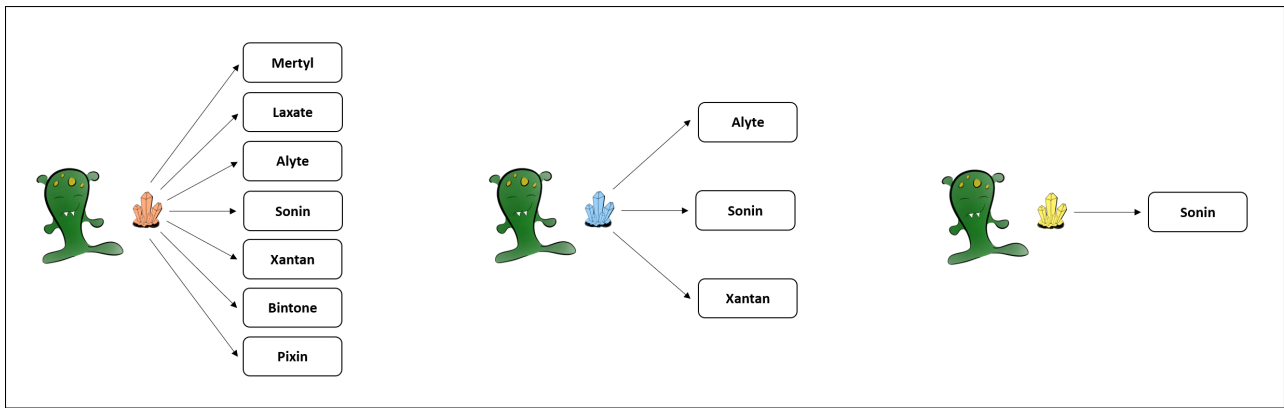 Mertyl
Laxate
Alyte
Sonin
Xantan
Bintone
Pixin
Alyte
Sonin
Xantan
Sonin